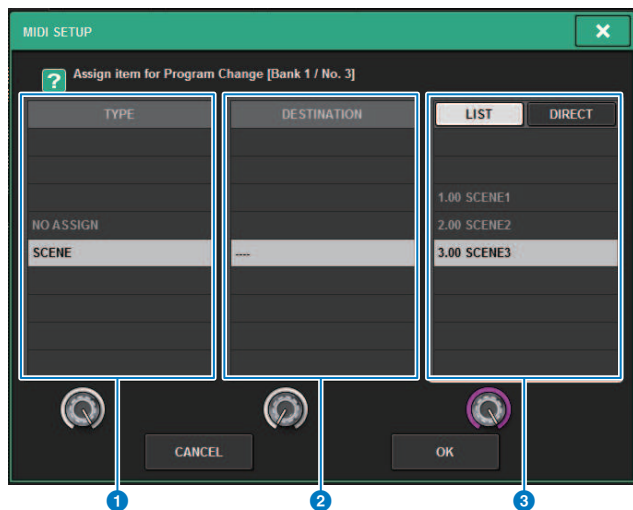 MIDI SETUP
×
? Assign item for Program Change [Bank 1 / No. 3]
TYPE
DESTINATION
LIST
DIRECT
1.00 SCENE1
NO ASSIGN
2.00 SCENE2
SCENE
----
3.00 SCENE3
CANCEL
OK
1
2
3